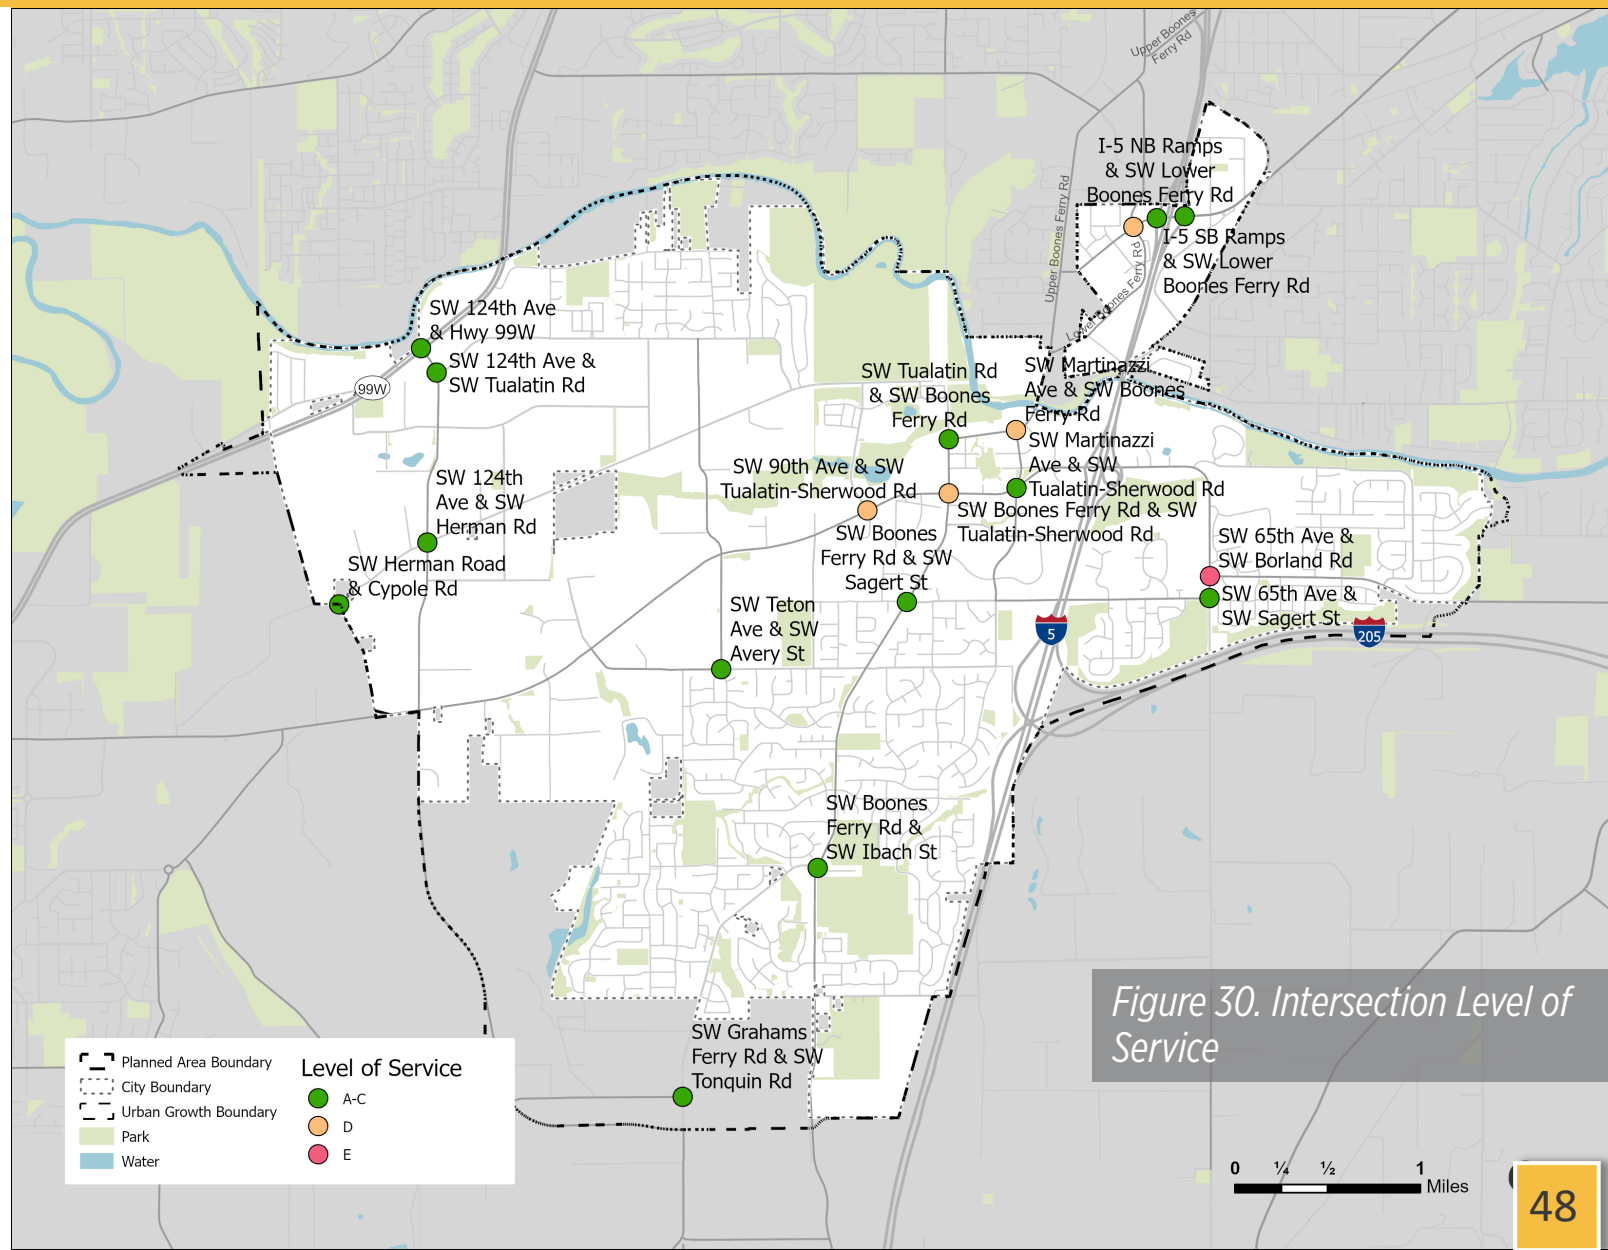 Upper Boones
Ferry Rd
I-5 NB Ramps
& SW Lower
Boones Ferry Rd
I-5 SB Ramps
& SW Lower
Boones Ferry Rd
Upper Boones Ferry Rd
Lower Boones Ferry Rd
SW 124th Ave
& Hwy 99W
SW 124th Ave &
SW Tualatin Rd
99W
SW Tualatin Rd
& SW Boones
Ferry Rd
SW Martinazzi
Ave & SW Boones
Ferry Rd
SW Martinazzi
Ave & SW
Tualatin-Sherwood Rd
SW 90th Ave & SW
Tualatin-Sherwood Rd
SW Boones Ferry Rd & SW
Tualatin-Sherwood Rd
SW 124th
Ave & SW
Herman Rd
SW Boones
Ferry Rd & SW
Sagert St
SW 65th Ave &
SW Borland Rd
SW Herman Road
& Cypole Rd
SW 65th Ave &
SW Sagert St
SW Teton
Ave & SW
Avery St
5
205
SW Boones
Ferry Rd &
SW Ibach St
Figure 30. Intersection Level of
Service
SW Grahams
Ferry Rd & SW
Tonquin Rd
Planned Area Boundary
City Boundary
Urban Growth Boundary
Park
Water
Level of Service
A-C
D
E
0 ¼ ½ 1
Miles
48